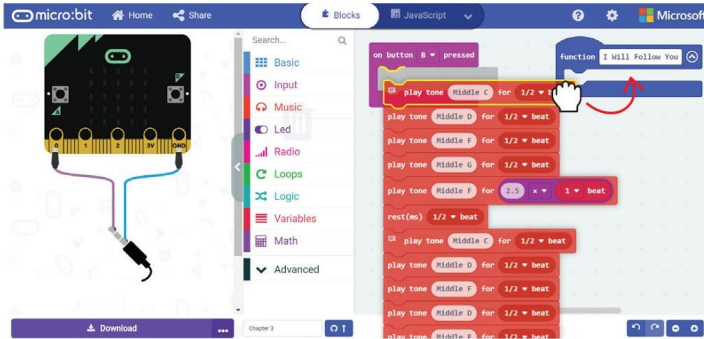 micro:bit Home Share Blocks JavaScript Microsoft
Search...
Basic
Input
Music
Led
Radio
Loops
Logic
Variables
Math
Advanced
0 1 2 3V GND
Download ...
Chapter 3
on button B pressed
function I Will Follow You
play tone Middle C for 1/2 b
play tone Middle D for 1/2 beat
play tone Middle F for 1/2 beat
play tone Middle G for 1/2 beat
play tone Middle F for 2.5 x 1 beat
rest(ms) 1/2 beat
play tone Middle C for 1/2 beat
play tone Middle D for 1/2 beat
play tone Middle F for 1/2 beat
play tone Middle D for 1/2 beat
play tone Middle F for 1/2 beat